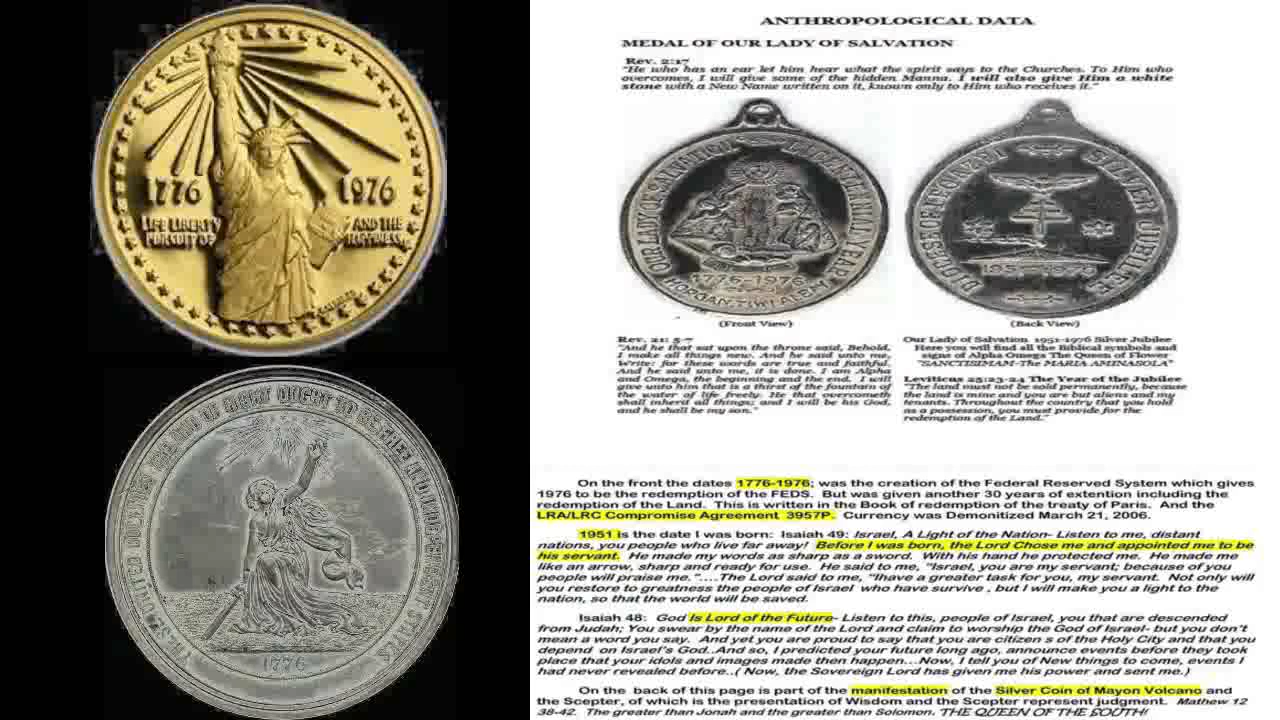 1776 1976
LIFE LIBERTY AND THE
PURSUIT OF HAPPINESS
1776
ANTHROPOLOGICAL DATA
MEDAL OF OUR LADY OF SALVATION
Rev. 2:17
"He who has an ear let him hear what the spirit says to the Churches. To Him who
overcomes, I will give some of the hidden Manna. I will also give Him a white
stone with a New Name written on it, known only to Him who receives it."
OUR LADY OF SALVATION
1776-1976
DIOCESE OF LEGAZPI SILVER JUBILEE
1951-1976
(Front View) (Back View)
Rev. 21: 5-7
"And he that sat upon the throne said, Behold,
I make all things new. And he said unto me,
Write: for these words are true and faithful.
And he said unto me, it is done. I am Alpha
and Omega, the beginning and the end. I will
give unto him that is a thirst of the fountain of
the water of life freely. He that overcometh
shall inherit all things; and I will be his God,
and he shall be my son."
Our Lady of Salvation 1951-1976 Silver Jubilee
Here you will find all the Biblical symbols and
signs of Alpha Omega The Queen of Flower
"SANCTISIMAM-The MARIA AMINASOLA"
Leviticus 25:23-24 The Year of the Jubilee
"The land must not be sold permanently, because
the land is mine and you are but aliens and my
tenants. Throughout the country that you hold
as a possession, you must provide for the
redemption of the Land."
On the front the dates 1776-1976; was the creation of the Federal Reserved System which gives
1976 to be the redemption of the FEDS. But was given another 30 years of extention including the
redemption of the Land. This is written in the Book of redemption of the treaty of Paris. And the
LRA/LRC Compromise Agreement 3957P. Currency was Demonitized March 21, 2006.
1951 is the date I was born: Isaiah 49: Israel, A Light of the Nation- Listen to me, distant
nations, you people who live far away! Before I was born, the Lord Chose me and appointed me to be
his servant. He made my words as sharp as a sword. With his hand he protected me. He made me
like an arrow, sharp and ready for use. He said to me, "Israel, you are my servant; because of you
people will praise me."....The Lord said to me, "Ihave a greater task for you, my servant. Not only will
you restore to greatness the people of Israel who have survive , but I will make you a light to the
nation, so that the world will be saved.
Isaiah 48: God is Lord of the Future- Listen to this, people of Israel, you that are descended
from Judah; You swear by the name of the Lord and claim to worship the God of Israel- but you don't
mean a word you say. And yet you are proud to say that you are citizen s of the Holy City and that you
depend on Israel's God..And so, I predicted your future long ago, announce events before they took
place that your idols and images made then happen...Now, I tell you of New things to come, events I
had never revealed before..( Now, the Sovereign Lord has given me his power and sent me.)
On the back of this page is part of the manifestation of the Silver Coin of Mayon Volcano and
the Scepter, of which is the presentation of Wisdom and the Scepter represent judgment. Mathew 12
38-42. The greater than Jonah and the greater than Solomon. THE QUEEN OF THE SOUTH!